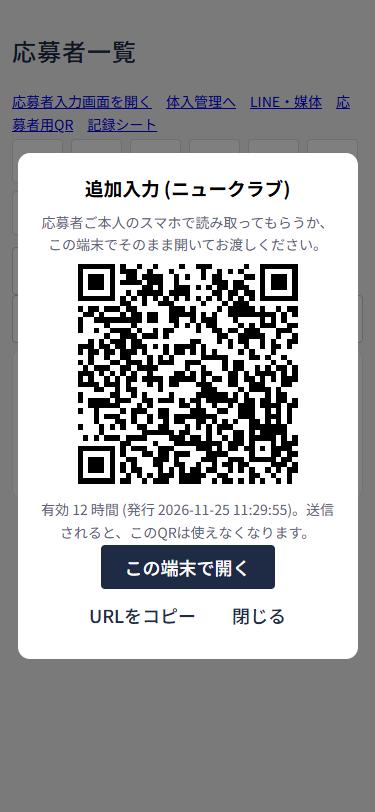 応募者一覧
応募者入力画面を開く 体入管理へ LINE・媒体 応
募者用QR 記録シート
追加入力 (ニュークラブ)
応募者ご本人のスマホで読み取ってもらうか、
この端末でそのまま開いてお渡しください。
有効 12 時間 (発行 2026-11-25 11:29:55)。送信
されると、このQRは使えなくなります。
この端末で開く
URLをコピー 閉じる